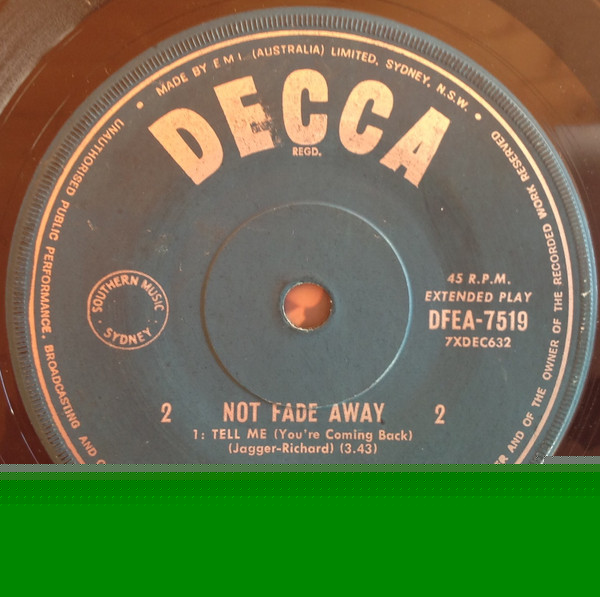 MADE BY E M I. (AUSTRALIA) LIMITED, SYDNEY, N.S.W.
DECCA
REGD.
UNAUTHORISED PUBLIC PERFORMANCE, BROADCASTING AND
OF THE OWNER OF THE RECORDED WORK RESERVED
AND
SOUTHERN MUSIC
SYDNEY
45 R.P.M.
EXTENDED PLAY
DFEA-7519
7XDEC632
2 NOT FADE AWAY 2
1: TELL ME (You're Coming Back)
(Jagger-Richard) (3.43)